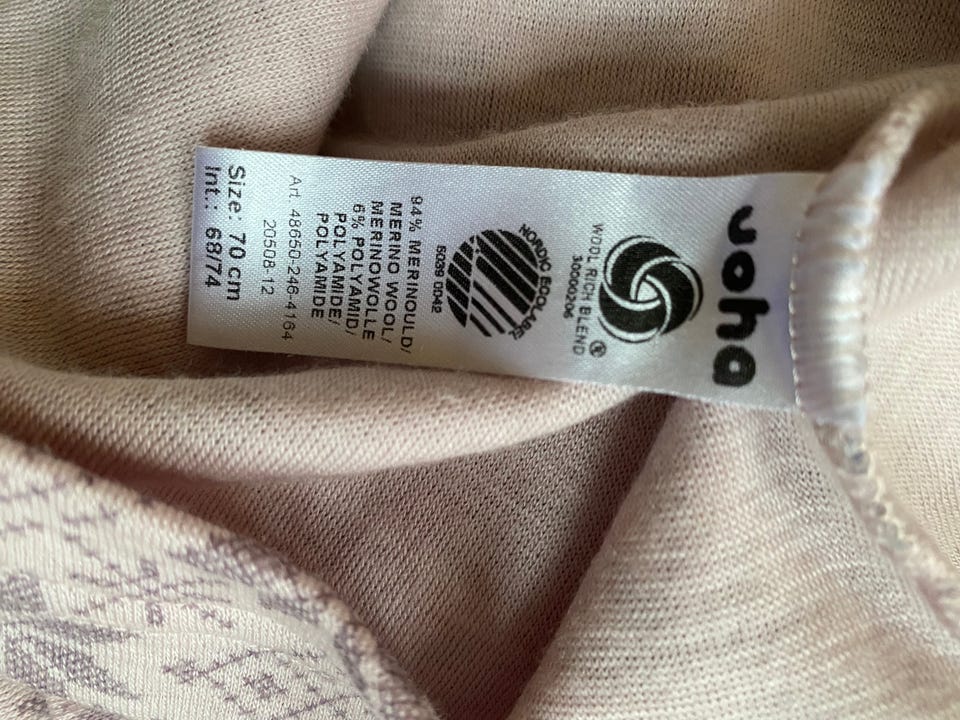 Joha
WOOL RICH BLEND ®
30000206
NORDIC ECOLABEL
5039 0042
94% MERINOULD/
MERINO WOOL/
MERINOWOLLE
6% POLYAMID/
POLYAMIDE/
POLYAMIDE
Art. 48650-246-4164
20508-12
Size: 70 cm
Int.: 68/74